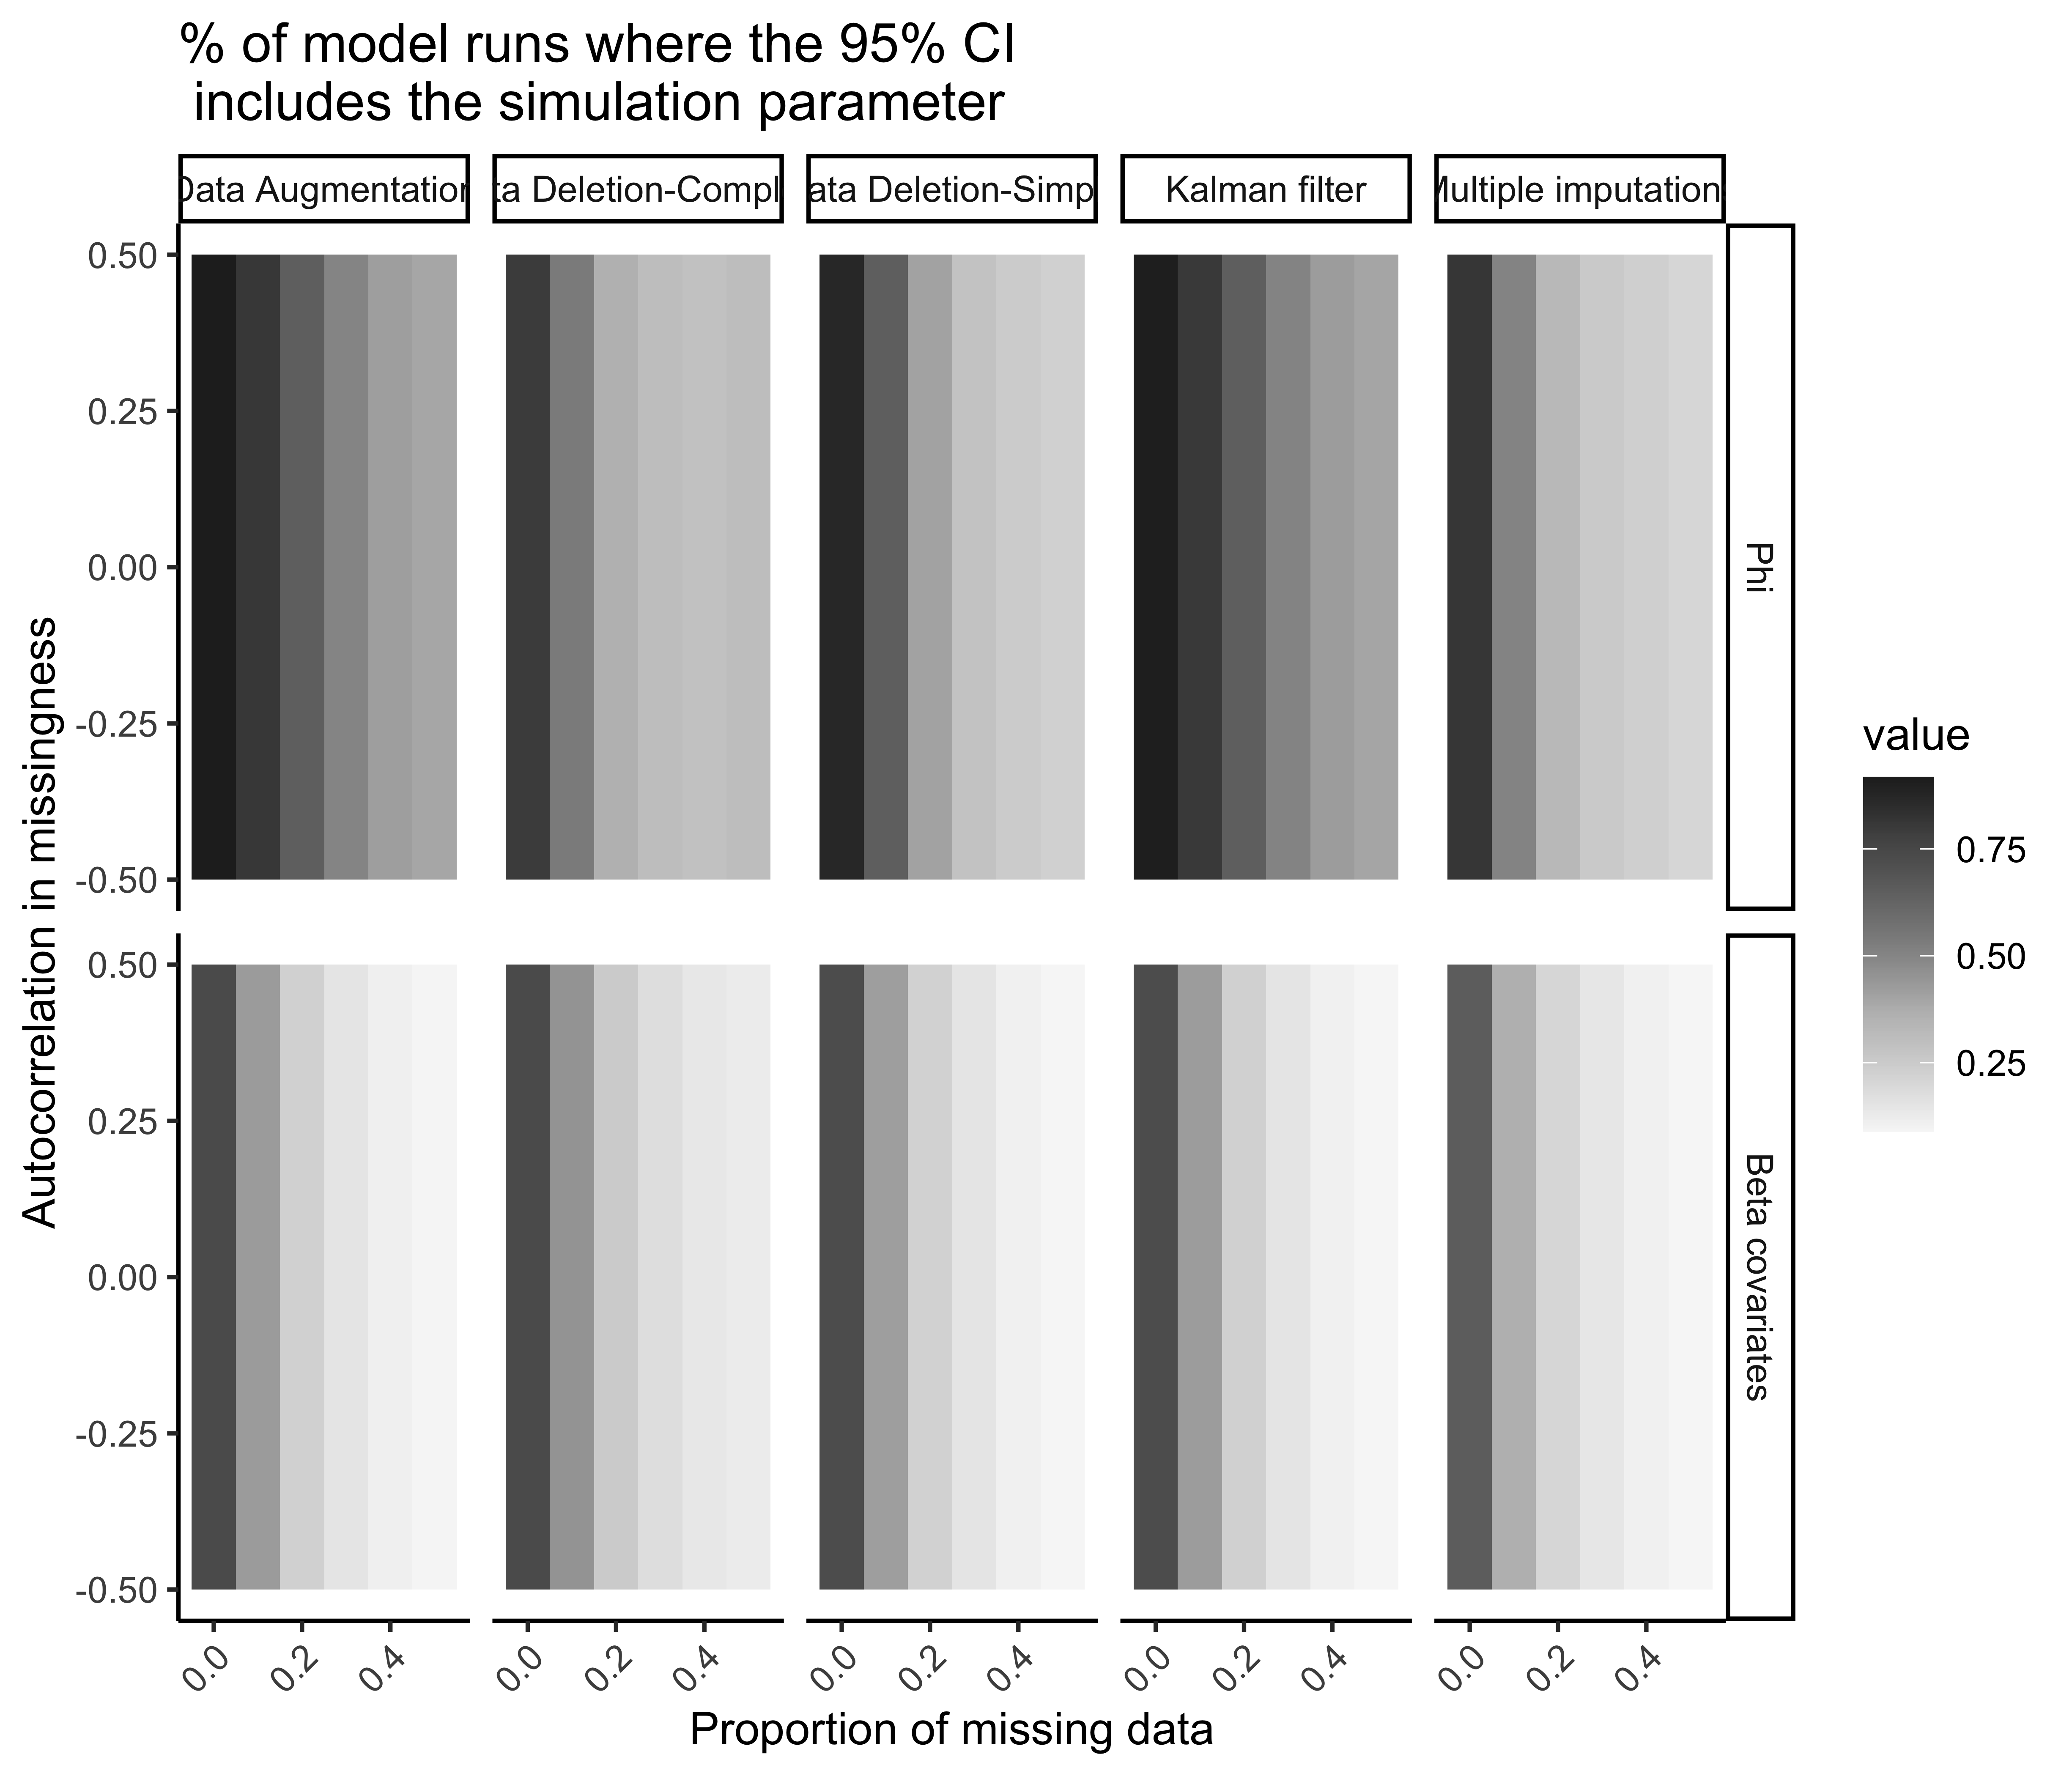 % of model runs where the 95% CI
includes the simulation parameter
Data Augmentation
ta Deletion-Compl
ata Deletion-Simp
Kalman filter
Multiple imputation
Phi
0.50
0.25
0.00
-0.25
-0.50
Beta covariates
0.50
0.25
0.00
-0.25
-0.50
Autocorrelation in missingness
0.0 0.2 0.4
0.0 0.2 0.4
0.0 0.2 0.4
0.0 0.2 0.4
0.0 0.2 0.4
Proportion of missing data
value
0.75
0.50
0.25